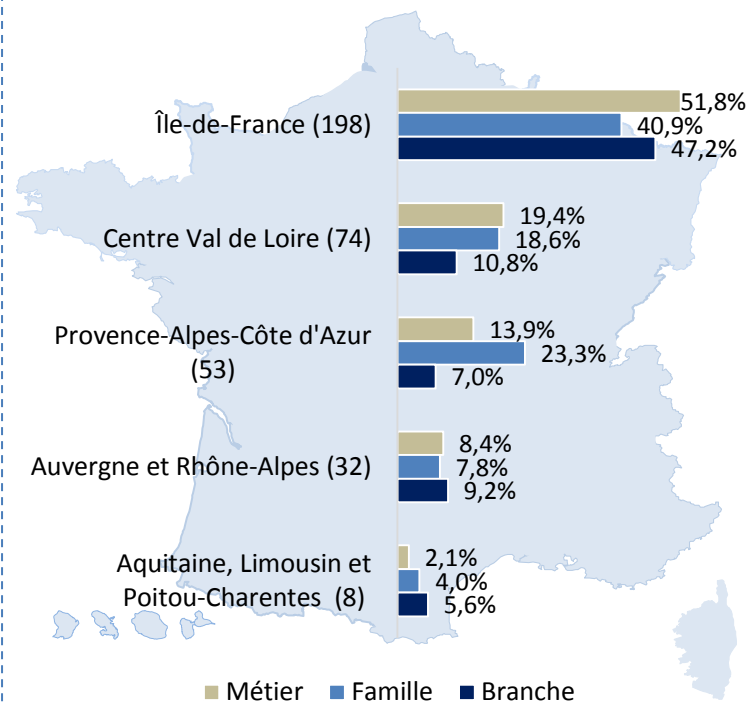 Île-de-France (198)
51,8%
40,9%
47,2%
Centre Val de Loire (74)
19,4%
18,6%
10,8%
Provence-Alpes-Côte d'Azur
(53)
13,9%
23,3%
7,0%
Auvergne et Rhône-Alpes (32)
8,4%
7,8%
9,2%
Aquitaine, Limousin et
Poitou-Charentes (8)
2,1%
4,0%
5,6%
Métier Famille Branche